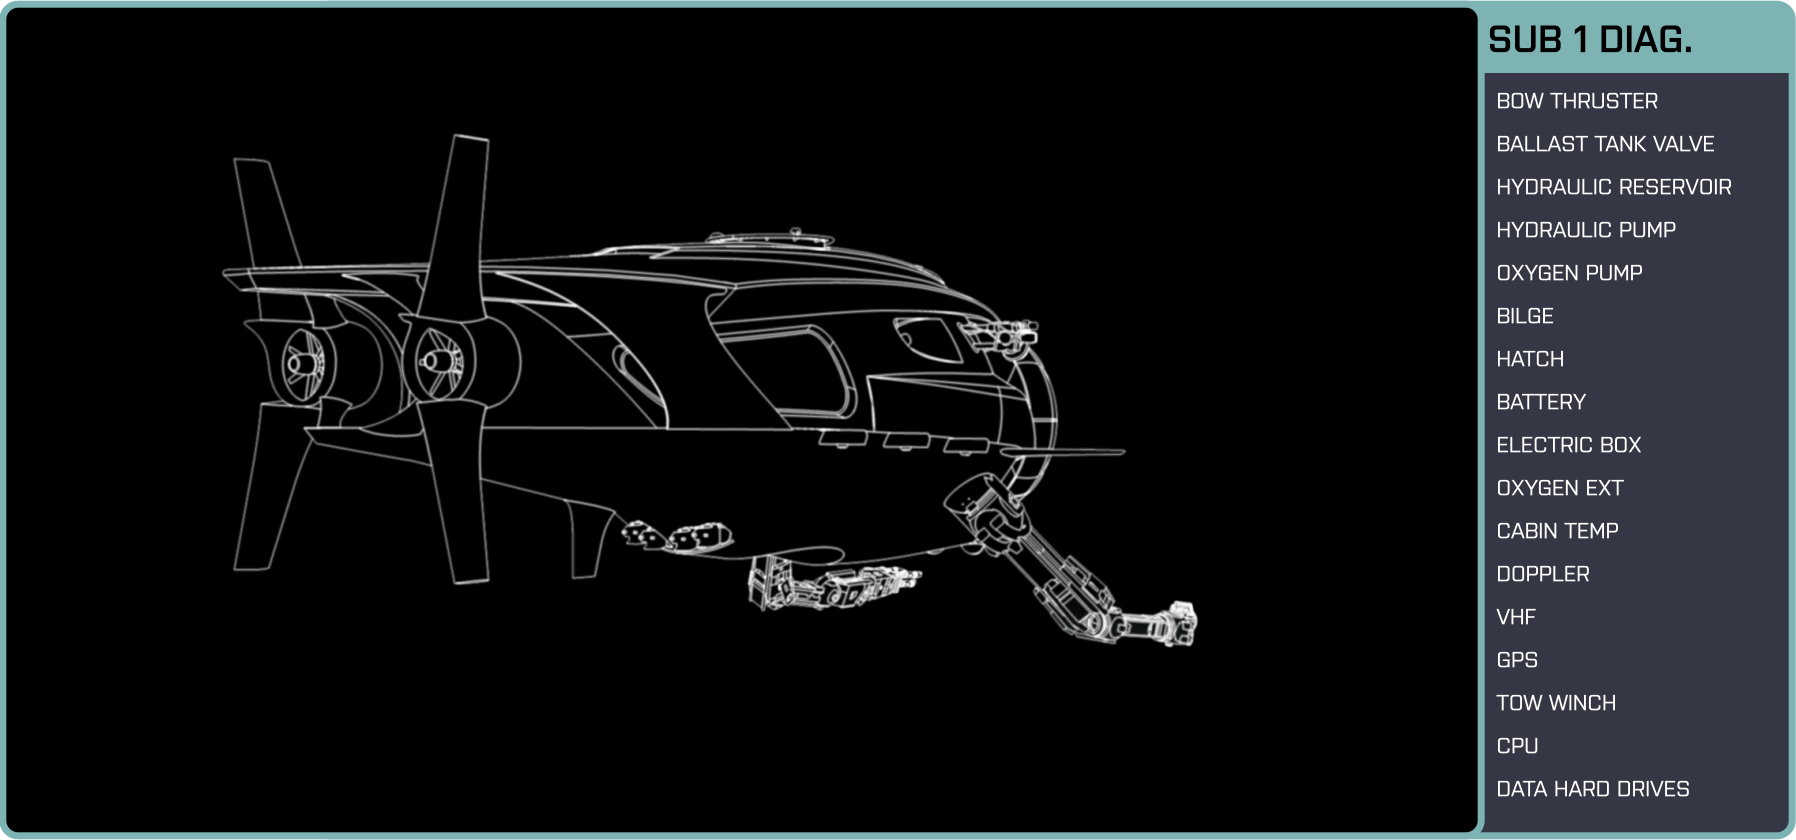 SUB 1 DIAG.
BOW THRUSTER
BALLAST TANK VALVE
HYDRAULIC RESERVOIR
HYDRAULIC PUMP
OXYGEN PUMP
BILGE
HATCH
BATTERY
ELECTRIC BOX
OXYGEN EXT
CABIN TEMP
DOPPLER
VHF
GPS
TOW WINCH
CPU
DATA HARD DRIVES